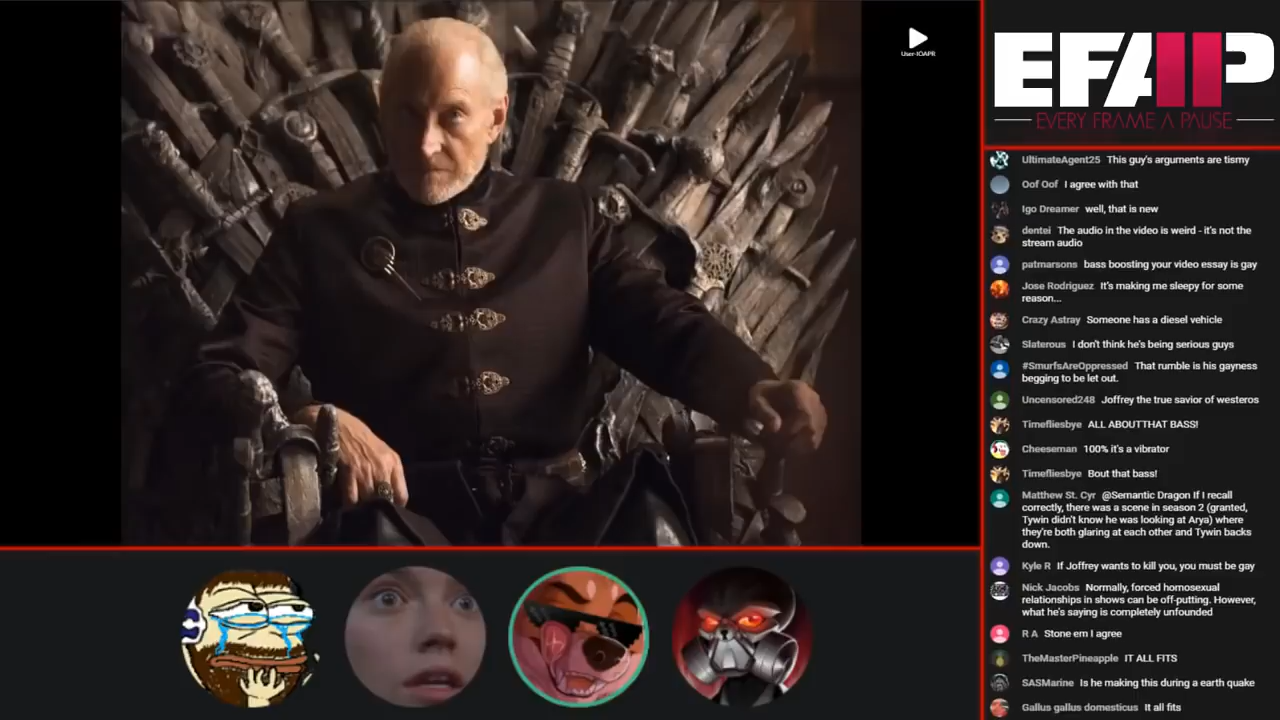 User-IOAPR
EFAP
EVERY FRAME A PAUSE
UltimateAgent25 This guy's arguments are tismy
Oof Oof I agree with that
Igo Dreamer well, that is new
dentei The audio in the video is weird - it's not the
stream audio
patmarsons bass boosting your video essay is gay
Jose Rodriguez It's making me sleepy for some
reason...
Crazy Astray Someone has a diesel vehicle
Slaterous I don't think he's being serious guys
#SmurfsAreOppressed That rumble is his gayness
begging to be let out.
Uncensored248 Joffrey the true savior of westeros
Timefliesbye ALL ABOUTTHAT BASS!
Cheeseman 100% it's a vibrator
Timefliesbye Bout that bass!
Matthew St. Cyr @Semantic Dragon If I recall
correctly, there was a scene in season 2 (granted,
Tywin didn't know he was looking at Arya) where
they're both glaring at each other and Tywin backs
down.
Kyle R If Joffrey wants to kill you, you must be gay
Nick Jacobs Normally, forced homosexual
relationships in shows can be off-putting. However,
what he's saying is completely unfounded
R A Stone em I agree
TheMasterPineapple IT ALL FITS
SASMarine Is he making this during a earth quake
Gallus gallus domesticus It all fits